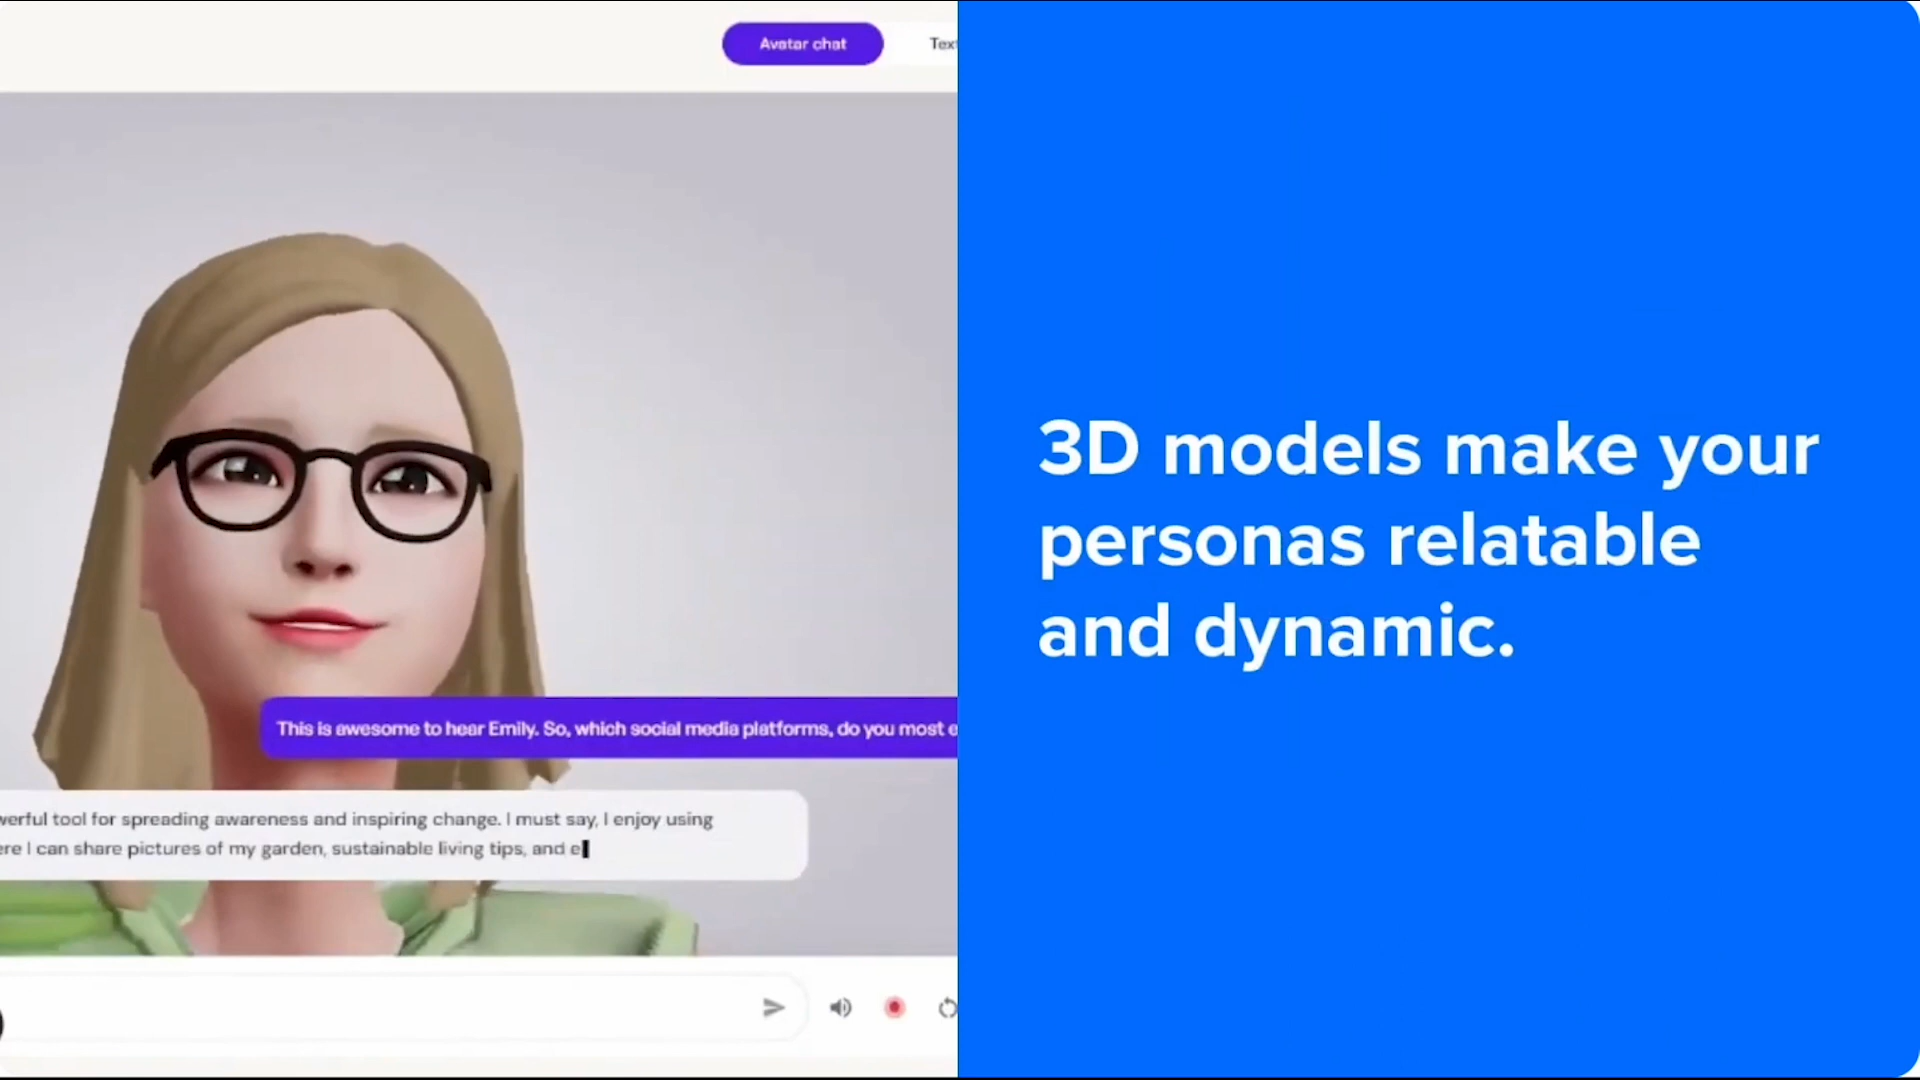 Avatar chat
Text
This is awesome to hear Emily. So, which social media platforms, do you most e
werful tool for spreading awareness and inspiring change. I must say, I enjoy using
ere I can share pictures of my garden, sustainable living tips, and e
3D models make your
personas relatable
and dynamic.